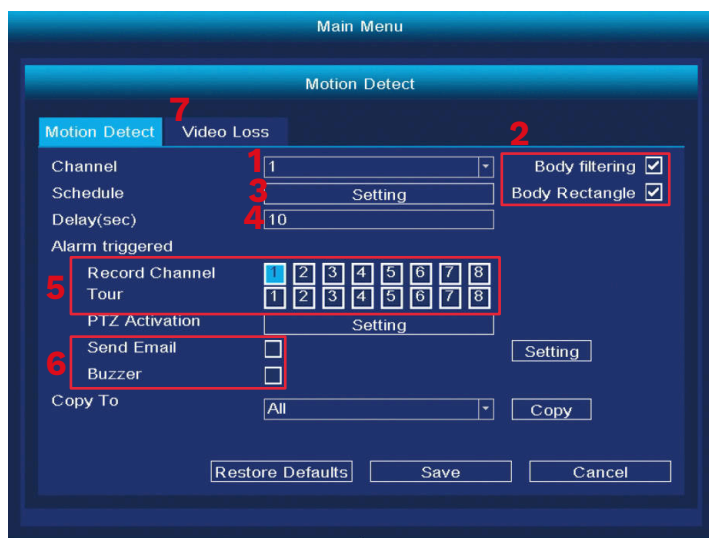 Main Menu
Motion Detect
7
Motion Detect Video Loss
2
Channel 1 1 Body filtering
Schedule 3 Setting Body Rectangle
Delay(sec) 4 10
Alarm triggered
5
Record Channel 1 2 3 4 5 6 7 8
Tour 1 2 3 4 5 6 7 8
PTZ Activation Setting
6
Send Email Setting
Buzzer
Copy To All Copy
Restore Defaults Save Cancel